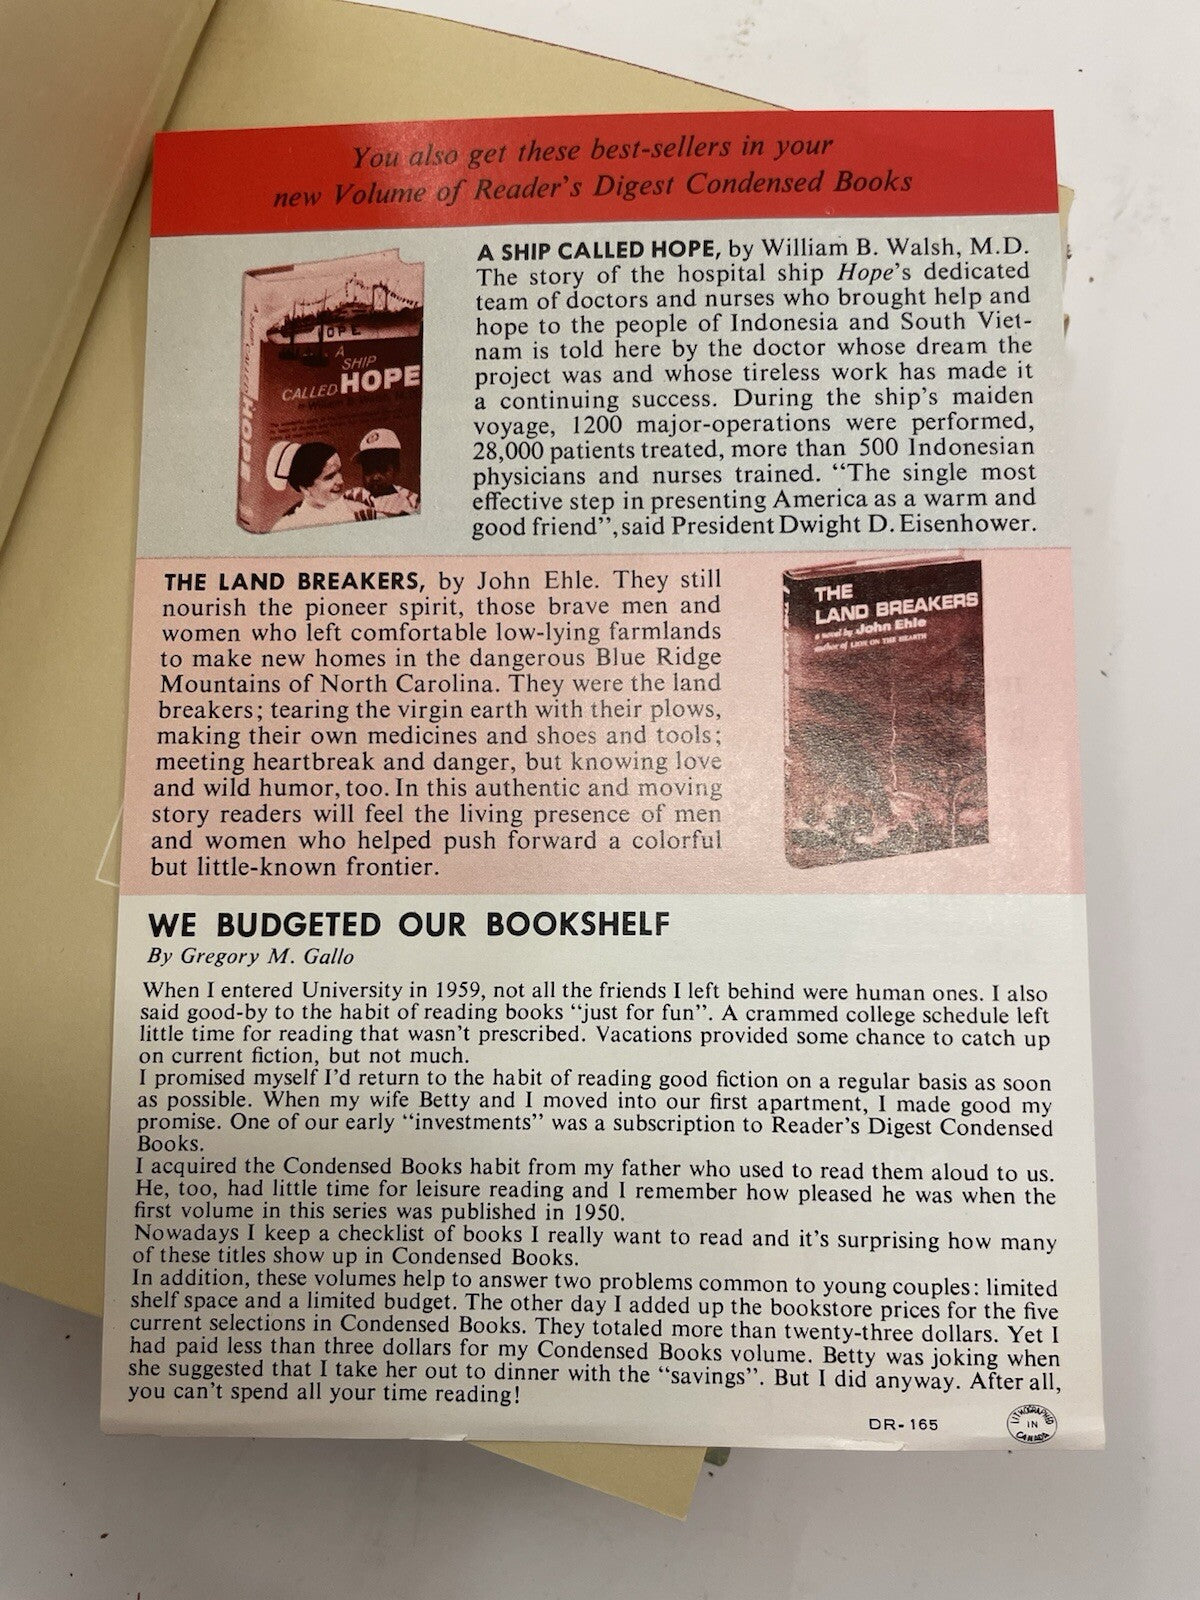 You also get these best-sellers in your
new Volume of Reader's Digest Condensed Books
A SHIP CALLED HOPE, by William B. Walsh, M.D.
The story of the hospital ship Hope's dedicated
team of doctors and nurses who brought help and
hope to the people of Indonesia and South Viet-
nam is told here by the doctor whose dream the
project was and whose tireless work has made it
a continuing success. During the ship's maiden
voyage, 1200 major-operations were performed,
28,000 patients treated, more than 500 Indonesian
physicians and nurses trained. "The single most
effective step in presenting America as a warm and
good friend", said President Dwight D. Eisenhower.
HOPE
A
SHIP
CALLED HOPE
HOPE
THE LAND BREAKERS, by John Ehle. They still
nourish the pioneer spirit, those brave men and
women who left comfortable low-lying farmlands
to make new homes in the dangerous Blue Ridge
Mountains of North Carolina. They were the land
breakers; tearing the virgin earth with their plows,
making their own medicines and shoes and tools;
meeting heartbreak and danger, but knowing love
and wild humor, too. In this authentic and moving
story readers will feel the living presence of men
and women who helped push forward a colorful
but little-known frontier.
THE
LAND BREAKERS
a novel by John Ehle
author of LION ON THE HEARTH
WE BUDGETED OUR BOOKSHELF
By Gregory M. Gallo
When I entered University in 1959, not all the friends I left behind were human ones. I also
said good-by to the habit of reading books "just for fun". A crammed college schedule left
little time for reading that wasn't prescribed. Vacations provided some chance to catch up
on current fiction, but not much.
I promised myself I'd return to the habit of reading good fiction on a regular basis as soon
as possible. When my wife Betty and I moved into our first apartment, I made good my
promise. One of our early "investments" was a subscription to Reader's Digest Condensed
Books.
I acquired the Condensed Books habit from my father who used to read them aloud to us.
He, too, had little time for leisure reading and I remember how pleased he was when the
first volume in this series was published in 1950.
Nowadays I keep a checklist of books I really want to read and it's surprising how many
of these titles show up in Condensed Books.
In addition, these volumes help to answer two problems common to young couples: limited
shelf space and a limited budget. The other day I added up the bookstore prices for the five
current selections in Condensed Books. They totaled more than twenty-three dollars. Yet I
had paid less than three dollars for my Condensed Books volume. Betty was joking when
she suggested that I take her out to dinner with the "savings". But I did anyway. After all,
you can't spend all your time reading!
DR-165
LITHOGRAPHED
IN
CANADA